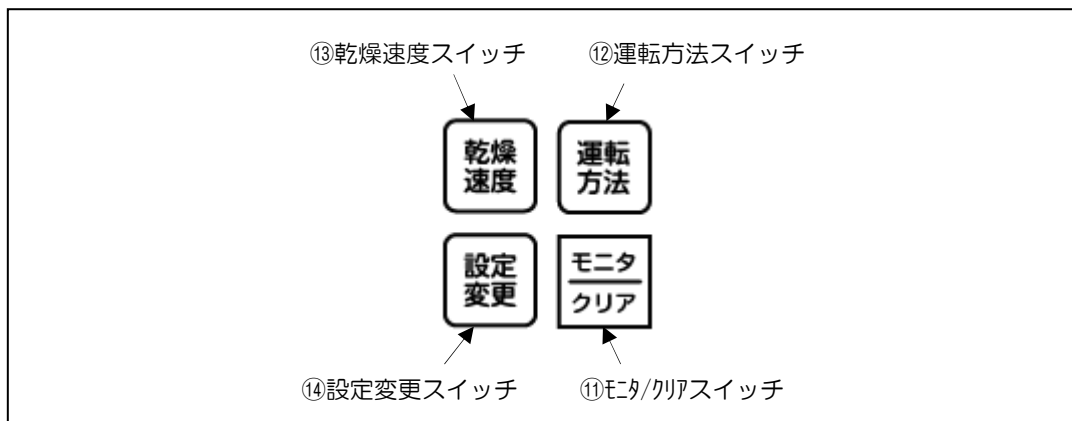 ⑬乾燥速度スイッチ
⑫運転方法スイッチ
乾燥
速度
運転
方法
設定
変更
モニタ
クリア
⑭設定変更スイッチ
⑪ﾓﾆﾀ/ｸﾘｱスイッチ